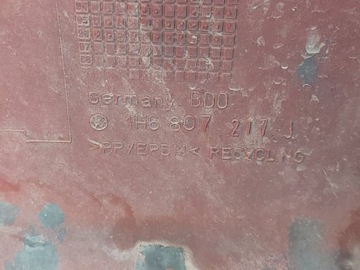 Germany BDO
1H6 807 217 J
>PP/EPDM< RECYCLING